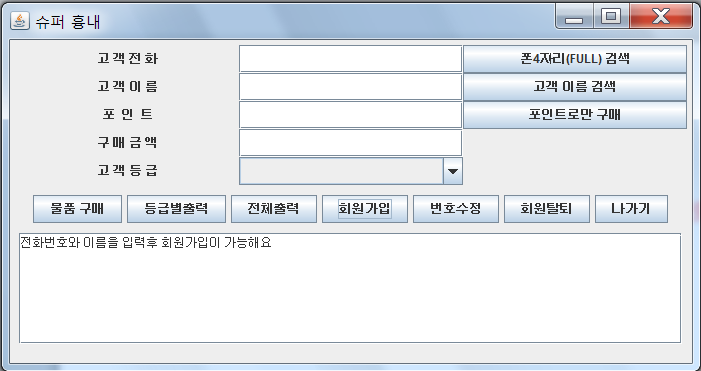 슈퍼 흉내
고 객 전 화
폰4자리(FULL) 검색
고 객 이 름
고객 이름 검색
포 인 트
포인트로만 구매
구 매 금 액
고 객 등 급
물품 구매 등급별출력 전체출력 회원가입 번호수정 회원탈퇴 나가기
전화번호와 이름을 입력후 회원가입이 가능해요